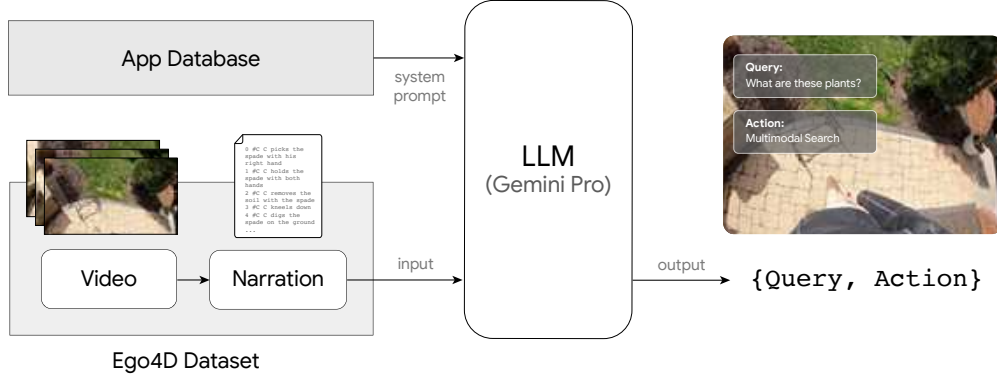 App Database
system
prompt
0 #C C picks the
spade with his
right hand
1 #C C holds the
spade with both
hands
2 #C C removes the
soil with the spade
3 #C C kneels down
4 #C C digs the
spade on the ground
...
Video
Narration
Ego4D Dataset
input
LLM
(Gemini Pro)
output
Query:
What are these plants?
Action:
Multimodal Search
{Query, Action}